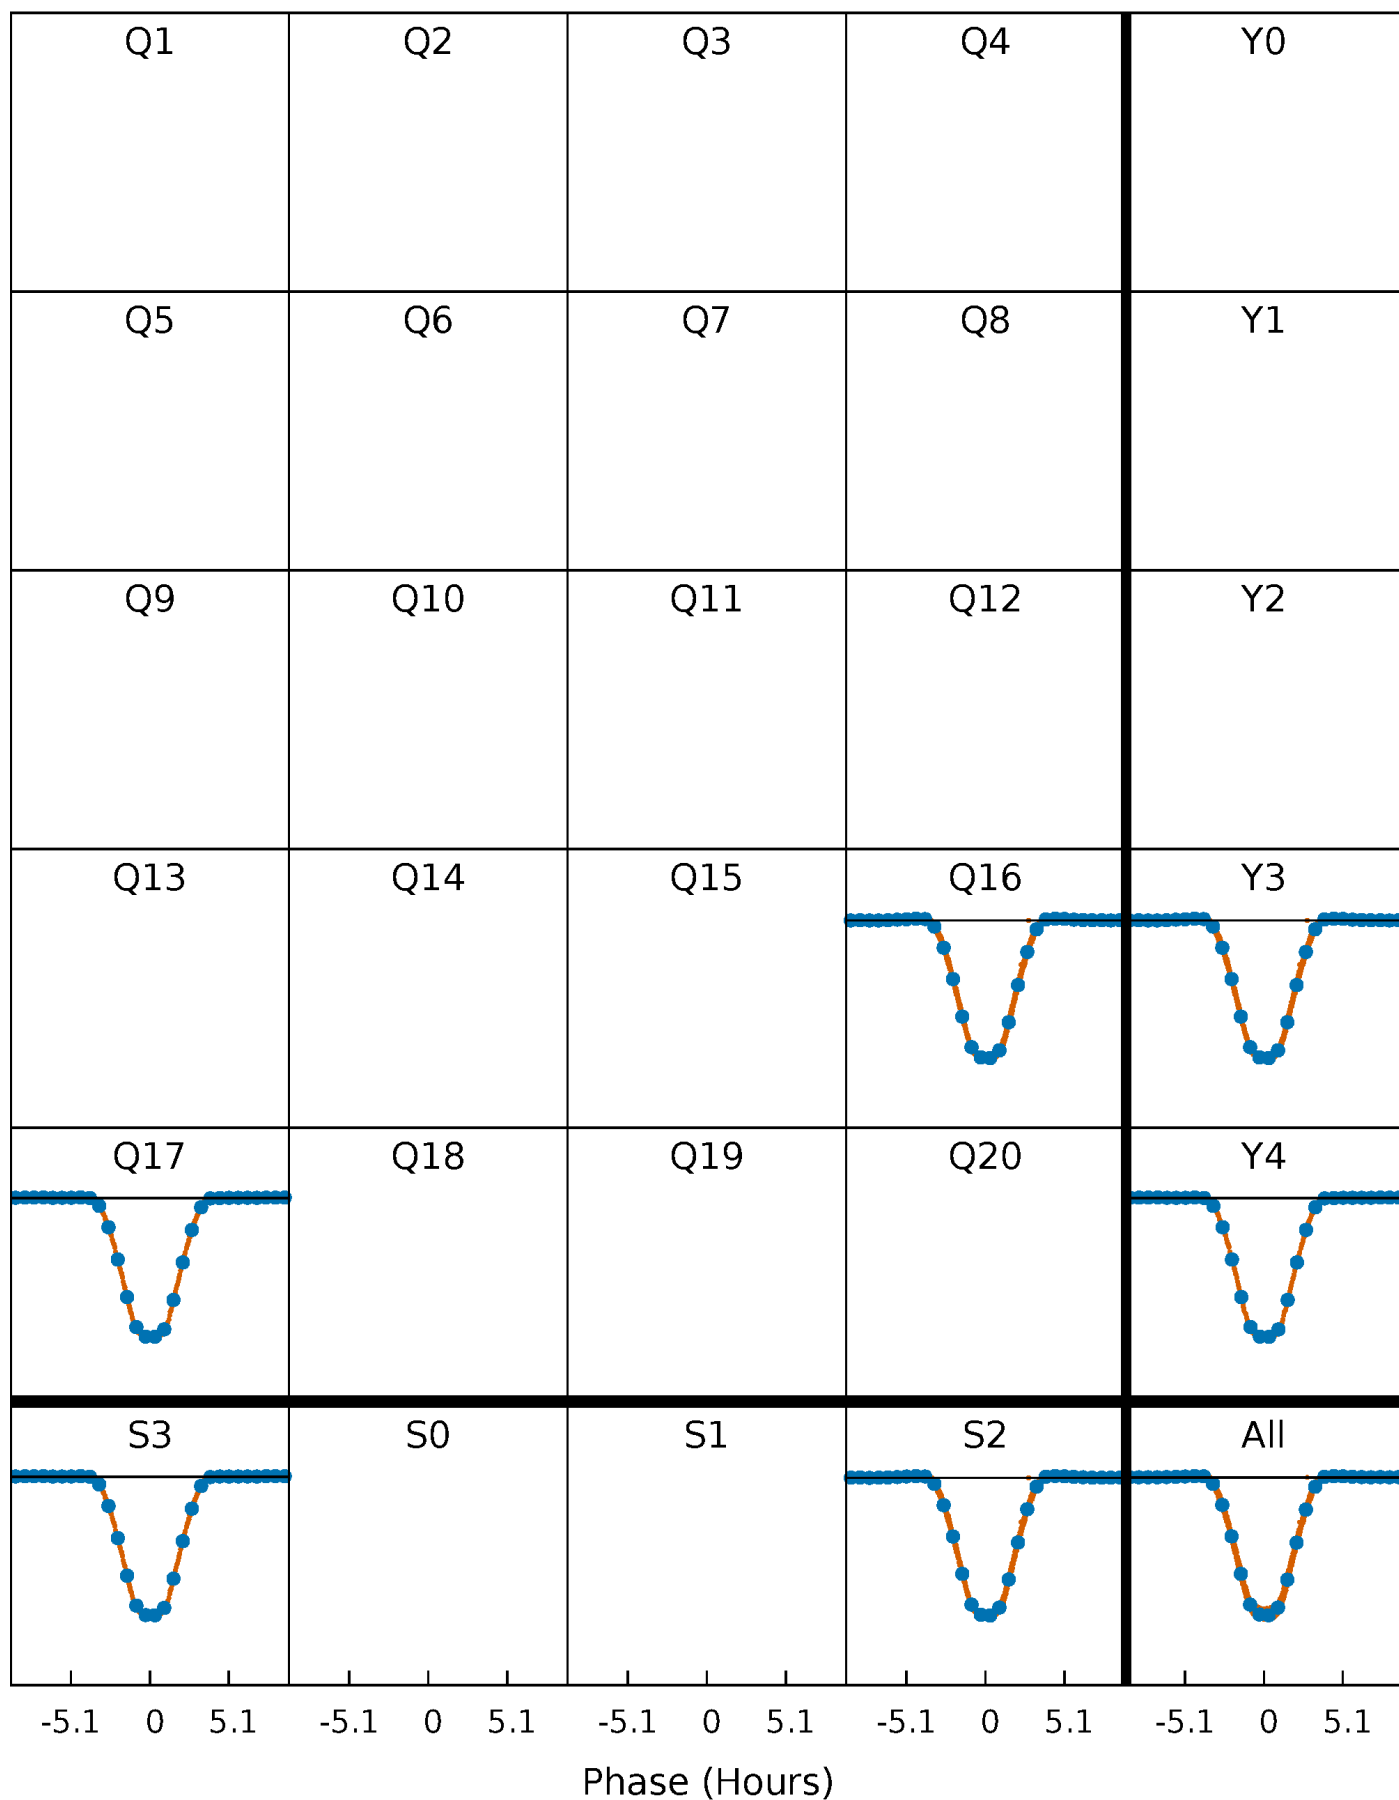 Q1 Q2 Q3 Q4 Y0
Q5 Q6 Q7 Q8 Y1
Q9 Q10 Q11 Q12 Y2
Q13 Q14 Q15 Q16 Y3
Q17 Q18 Q19 Q20 Y4
S3 S0 S1 S2 All
-5.1 0 5.1 -5.1 0 5.1 -5.1 0 5.1 -5.1 0 5.1 -5.1 0 5.1
Phase (Hours)